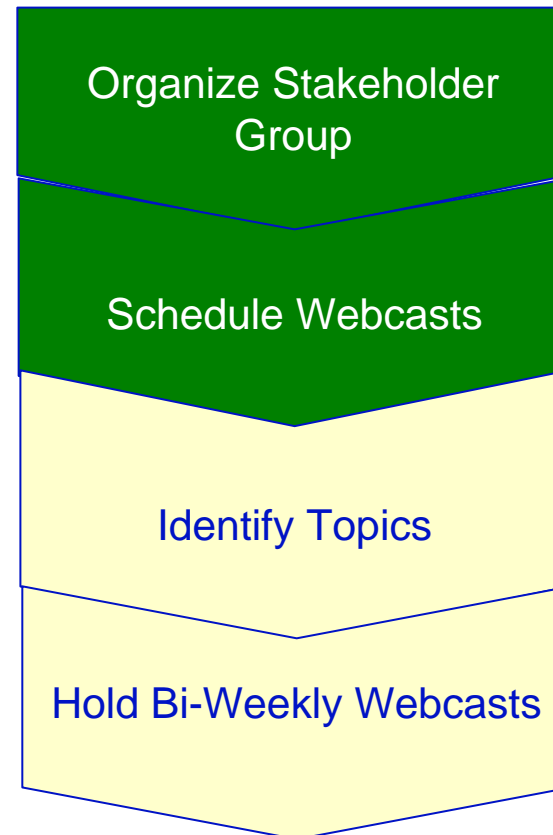 Organize Stakeholder
Group
Schedule Webcasts
Identify Topics
Hold Bi-Weekly Webcasts